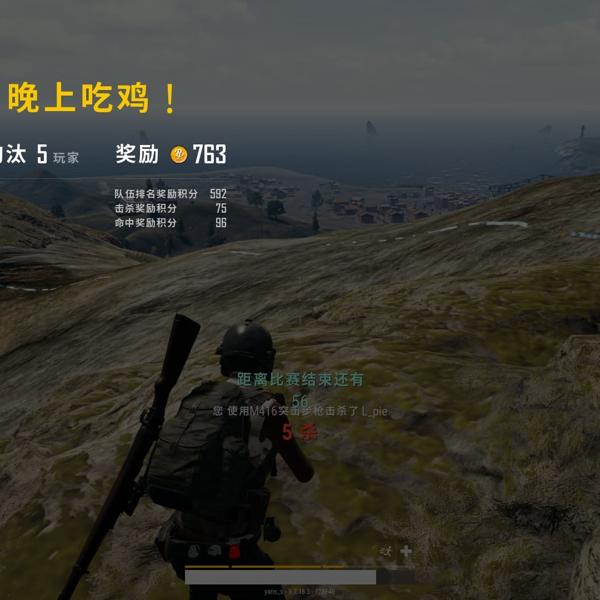 晚上吃鸡！
汰 5 玩家 奖励 763
队伍排名奖励积分 592
击杀奖励积分 75
命中奖励积分 96
距离比赛结束还有
56
您 使用M416突击步枪击杀了 L_pie
5 杀